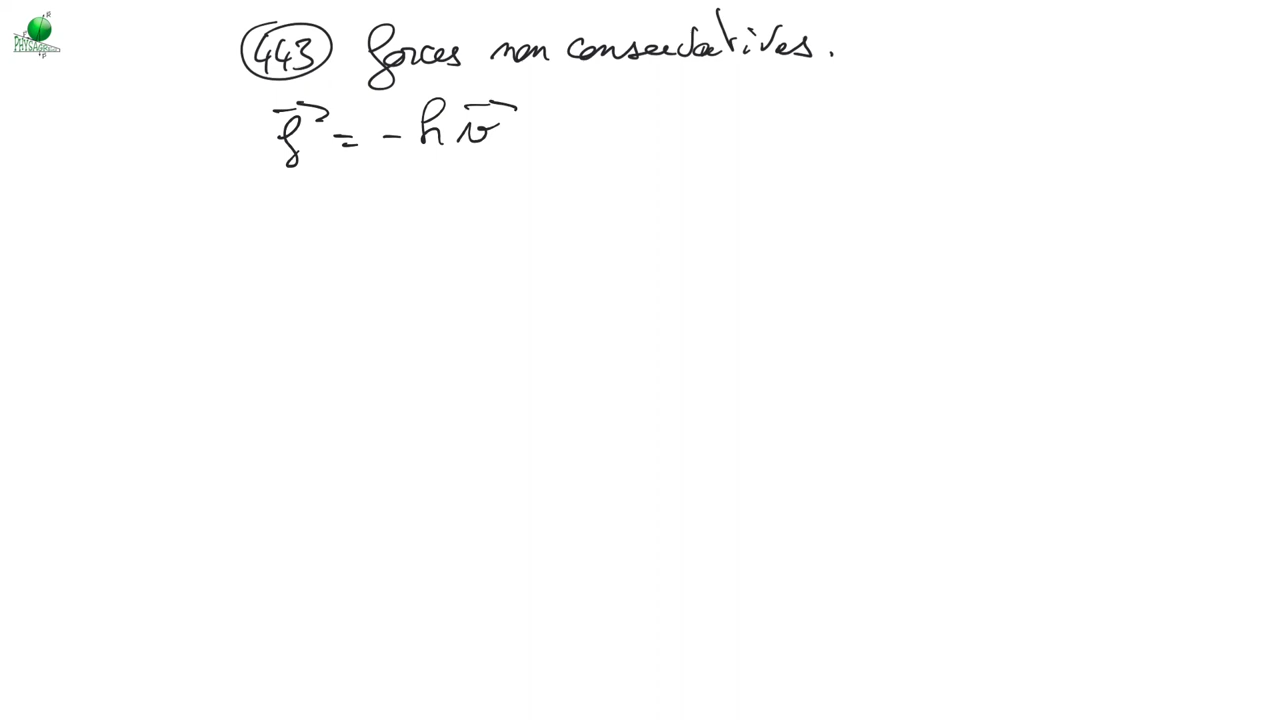 443 forces non conservatives.
f⃗ = - h v⃗